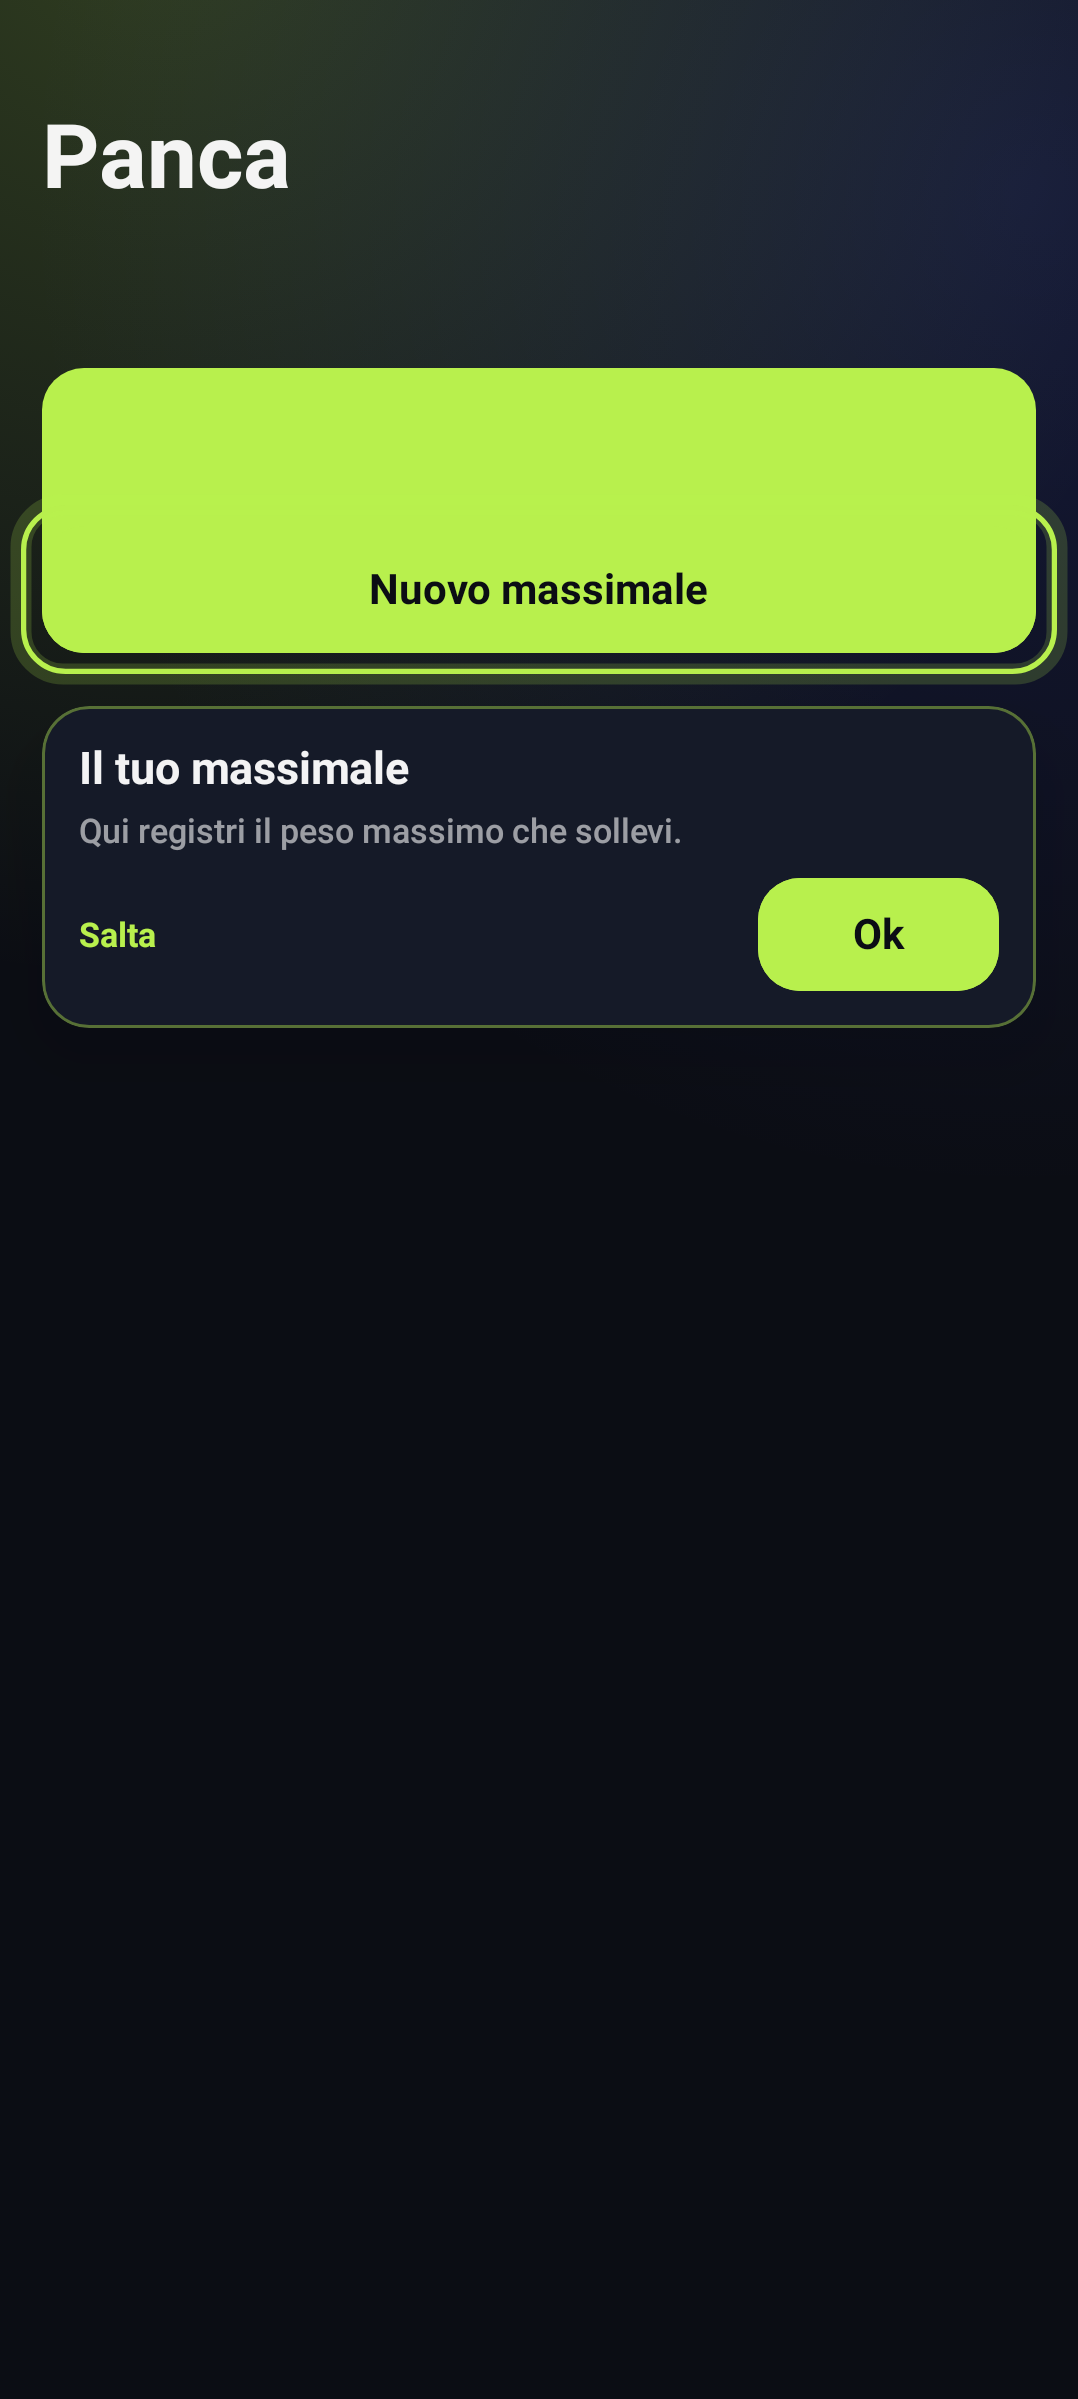 Panca
Nuovo massimale
Il tuo massimale
Qui registri il peso massimo che sollevi.
Salta
Ok